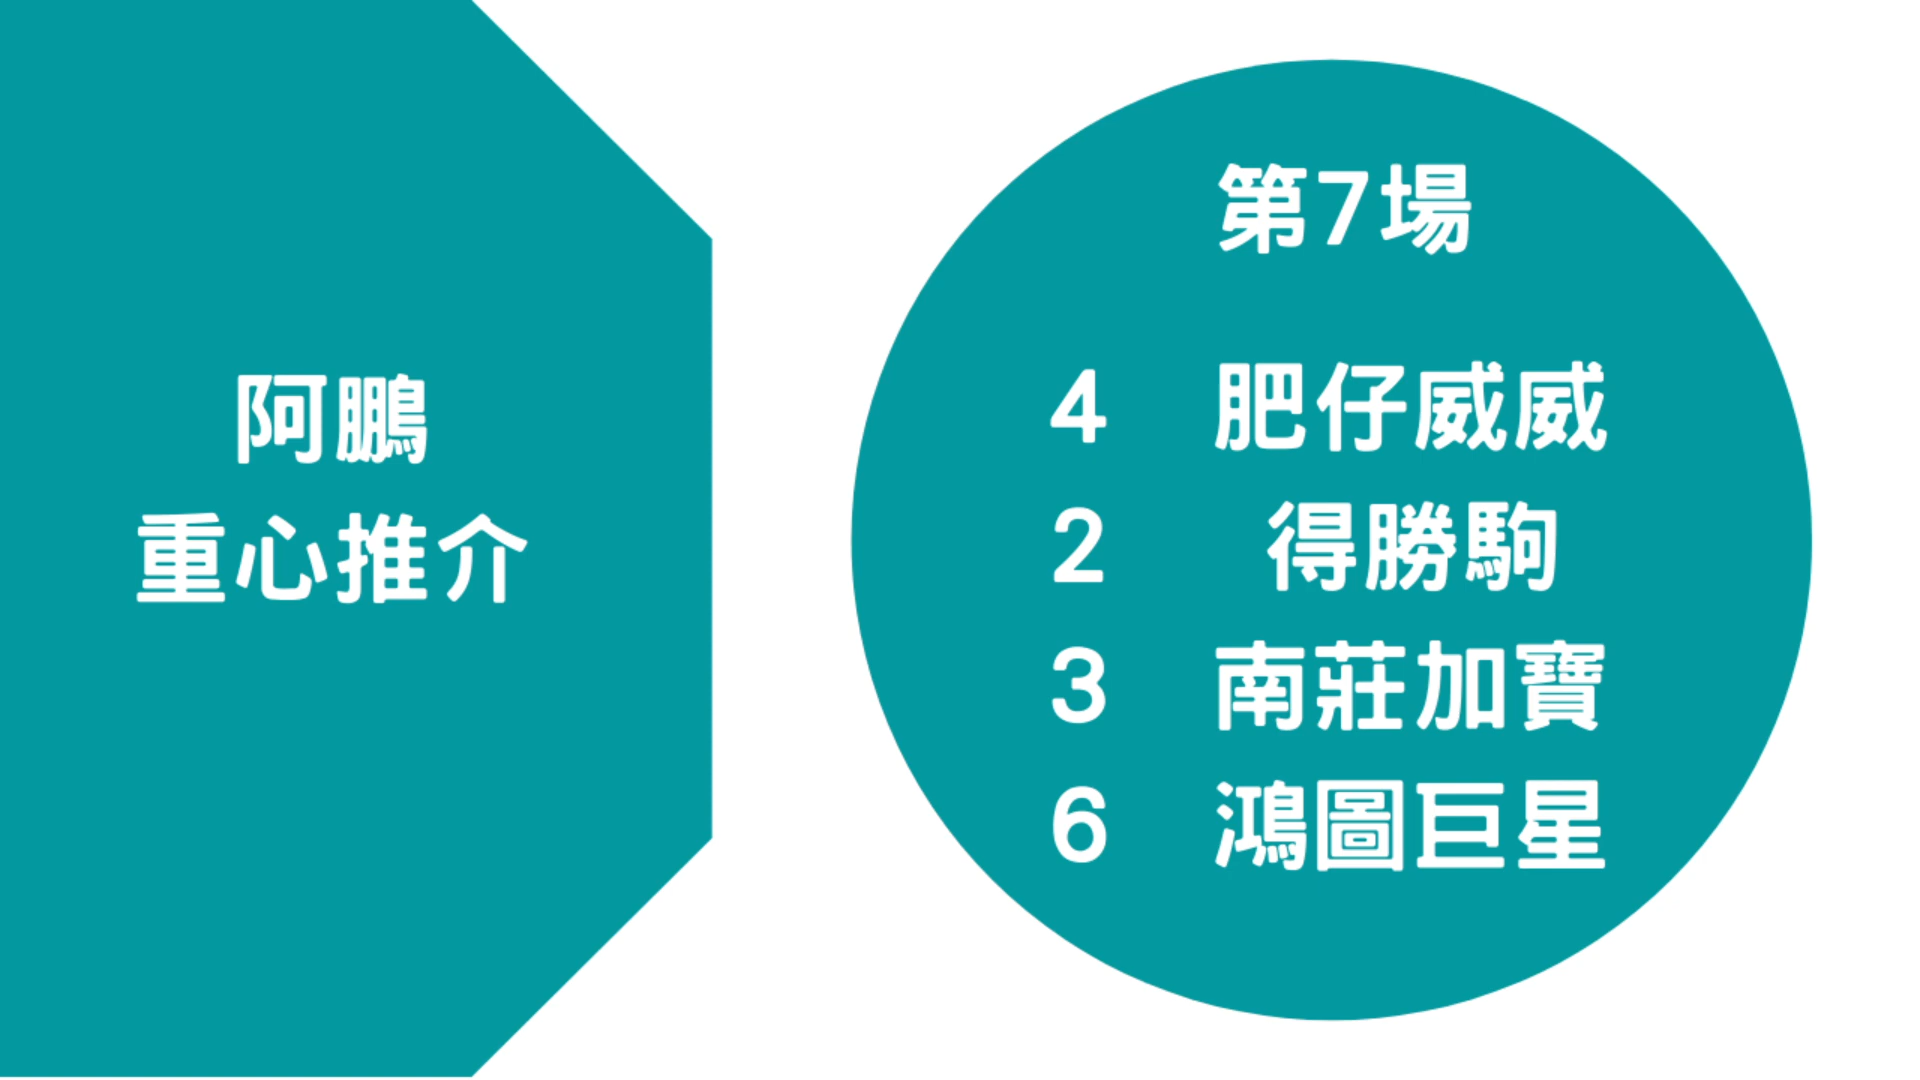 阿鵬
重心推介
第7場
4 肥仔威威
2 得勝駒
3 南莊加寶
6 鴻圖巨星